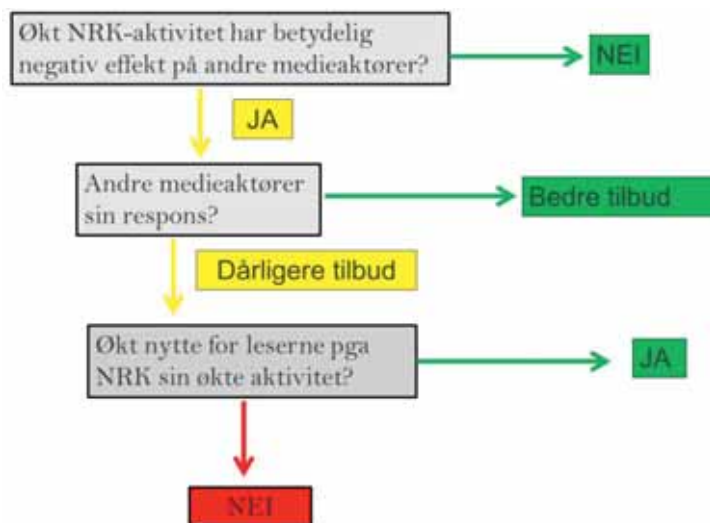 Økt NRK-aktivitet har betydelig
negativ effekt på andre medieaktører?
NEI
JA
Andre medieaktører
sin respons?
Bedre tilbud
Dårligere tilbud
Økt nytte for leserne pga
NRK sin økte aktivitet?
JA
NEI